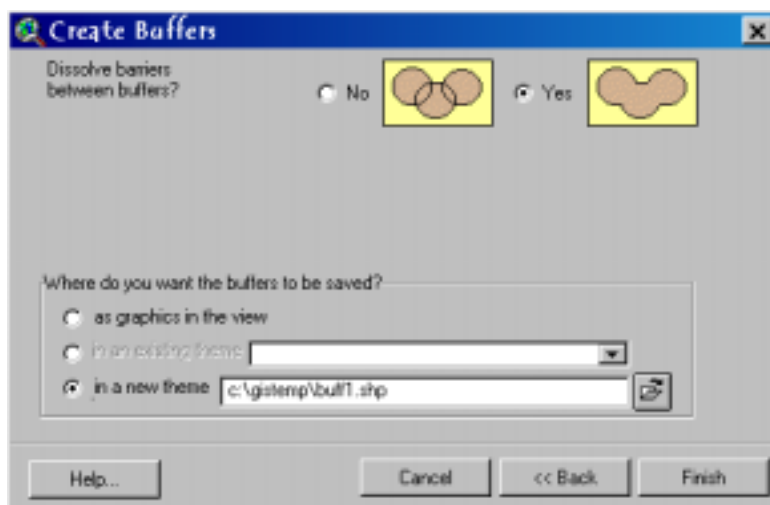 Create Buffers
Dissolve barriers
between buffers?
No
Yes
Where do you want the buffers to be saved?
as graphics in the view
in an existing theme
in a new theme c:\gistemp\buff1.shp
Help... Cancel << Back Finish